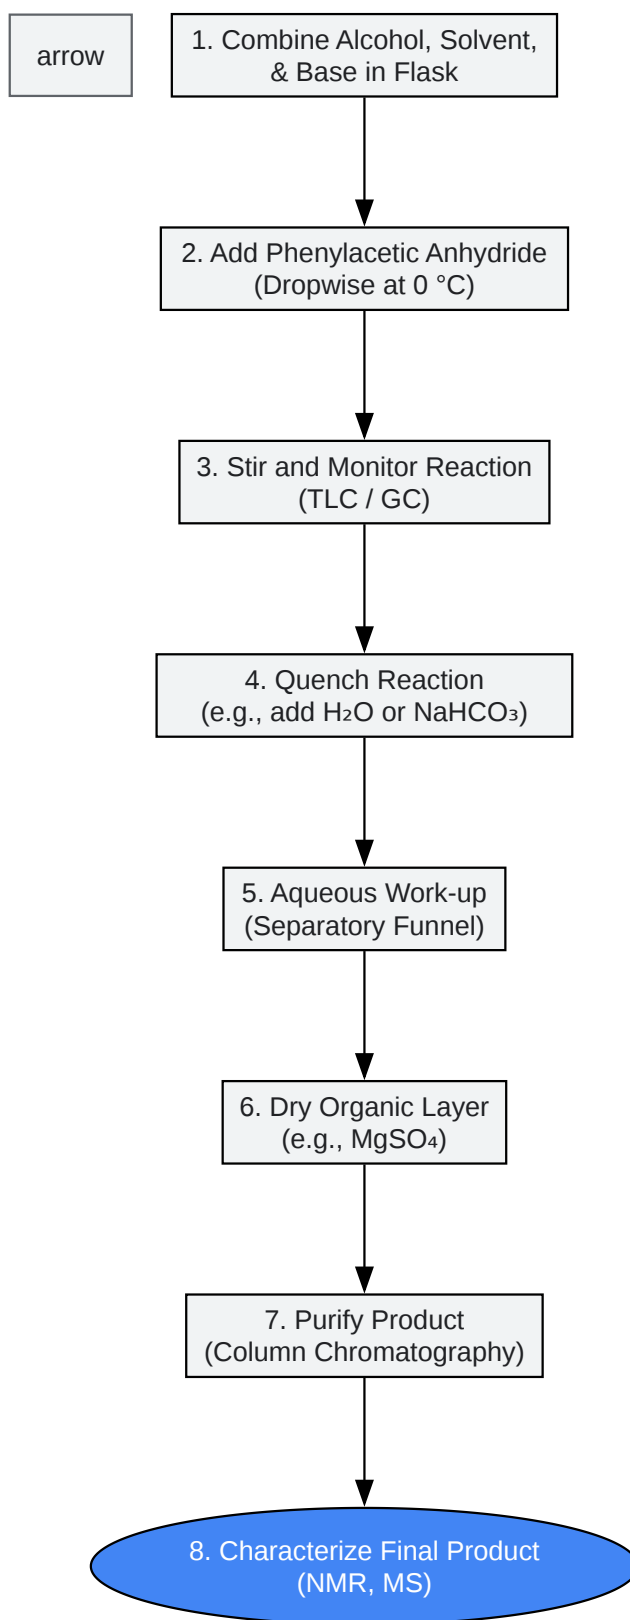 arrow
1. Combine Alcohol, Solvent,
& Base in Flask
2. Add Phenylacetic Anhydride
(Dropwise at 0 °C)
3. Stir and Monitor Reaction
(TLC / GC)
4. Quench Reaction
(e.g., add H₂O or NaHCO₃)
5. Aqueous Work-up
(Separatory Funnel)
6. Dry Organic Layer
(e.g., MgSO₄)
7. Purify Product
(Column Chromatography)
8. Characterize Final Product
(NMR, MS)